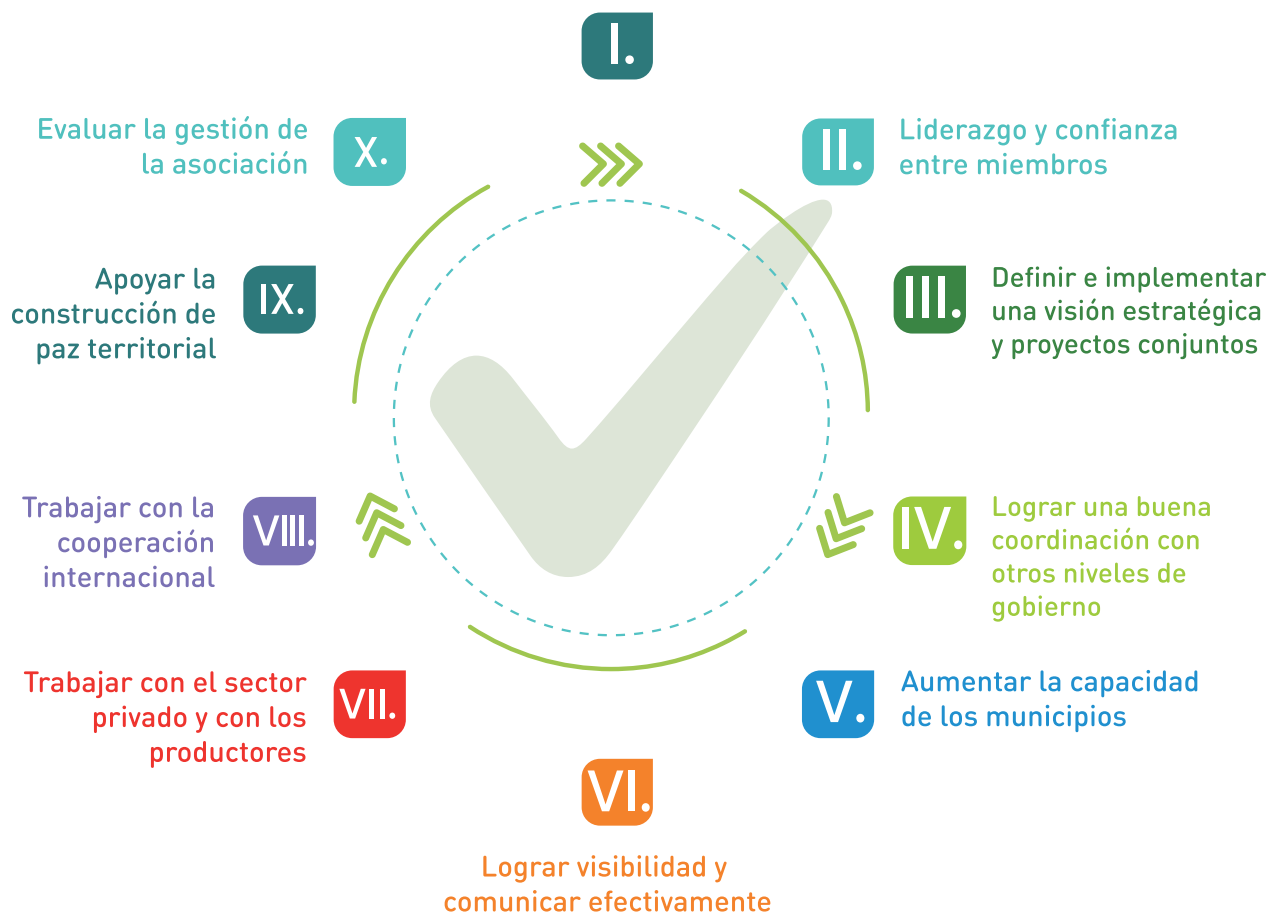 I.
II.
Liderazgo y confianza
entre miembros
III.
Definir e implementar
una visión estratégica
y proyectos conjuntos
IV.
Lograr una buena
coordinación con
otros niveles de
gobierno
V.
Aumentar la capacidad
de los municipios
VI.
Lograr visibilidad y
comunicar efectivamente
VII.
Trabajar con el sector
privado y con los
productores
VIII.
Trabajar con la
cooperación
internacional
IX.
Apoyar la
construcción de
paz territorial
X.
Evaluar la gestión de
la asociación